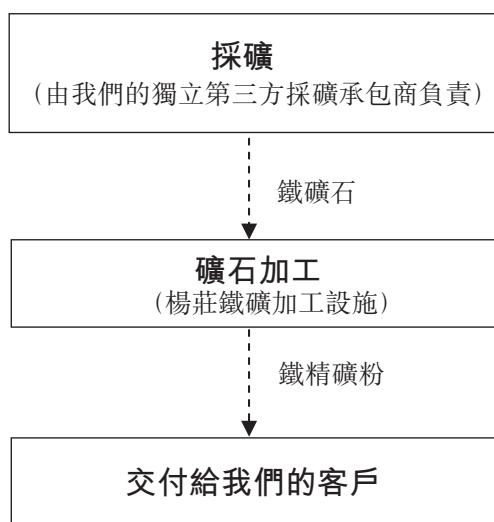 採礦
(由我們的獨立第三方採礦承包商負責)
鐵礦石
礦石加工
(楊莊鐵礦加工設施)
鐵精礦粉
交付給我們的客戶